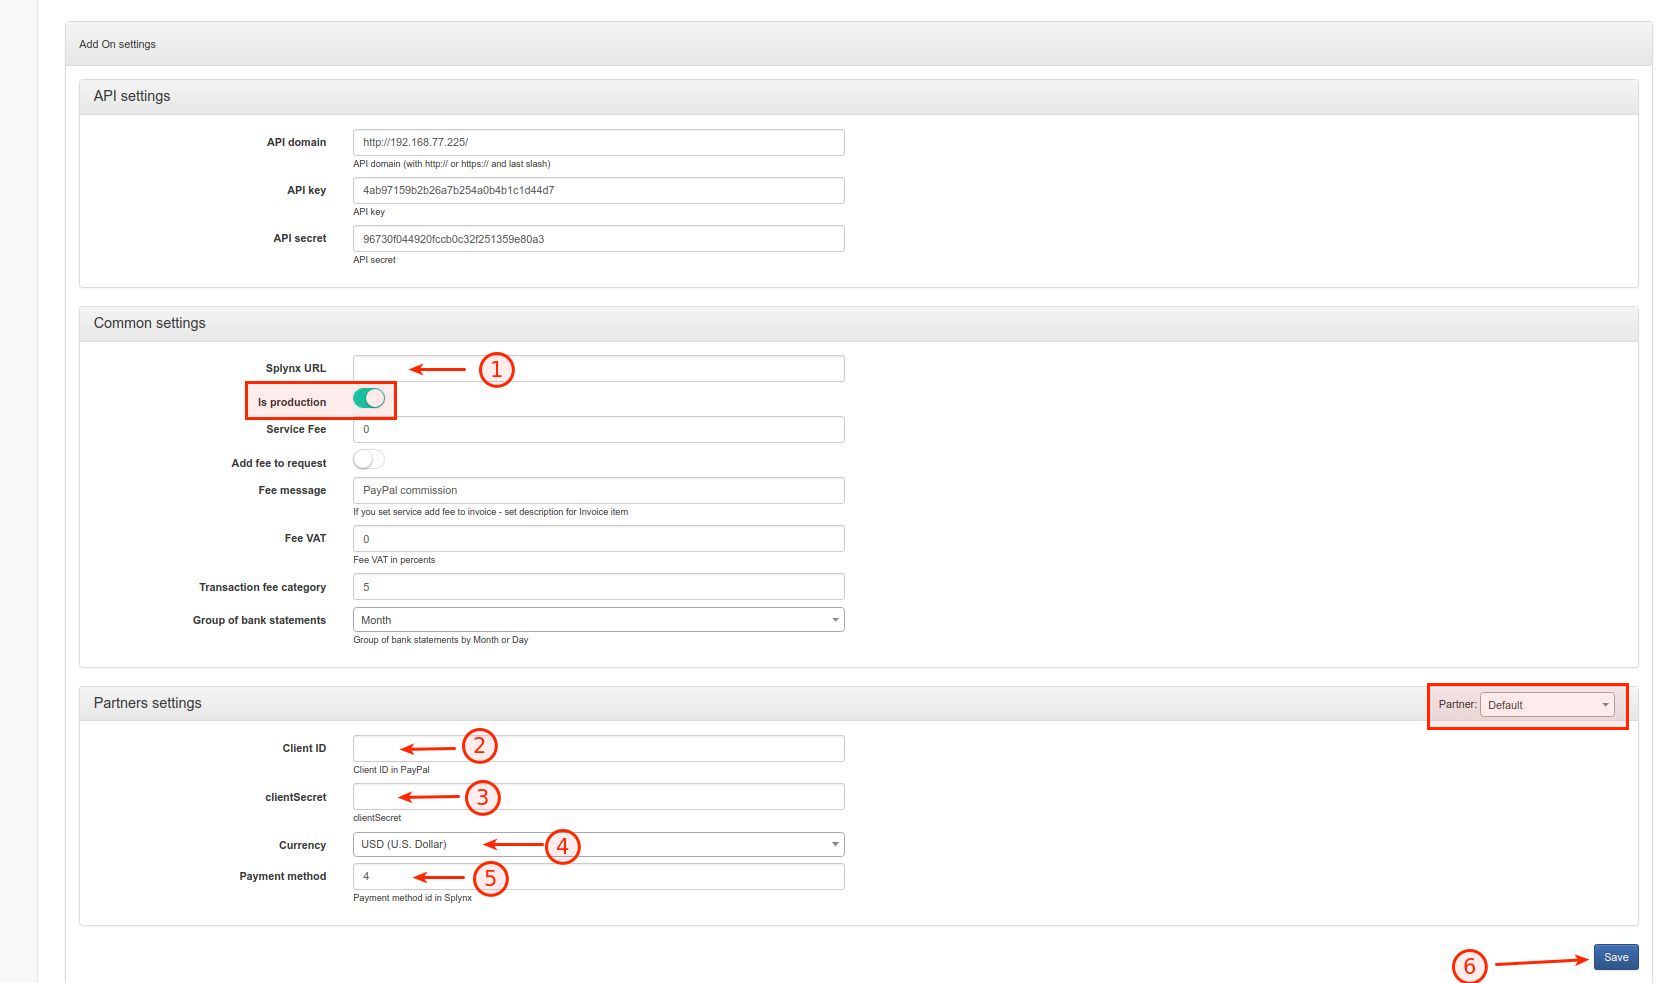 Add On settings
API settings
API domain http://192.168.77.225/
API domain (with http:// or https:// and last slash)
API key 4ab97159b2b26a7b254a0b4b1c1d44d7
API key
API secret 96730f044920fccb0c32f251359e80a3
API secret
Common settings
Splynx URL 1
Is production
Service Fee 0
Add fee to request
Fee message PayPal commission
If you set service add fee to invoice - set description for Invoice item
Fee VAT 0
Fee VAT in percents
Transaction fee category 5
Group of bank statements Month
Group of bank statements by Month or Day
Partners settings Partner: Default
Client ID 2
Client ID in PayPal
clientSecret 3
clientSecret
Currency USD (U.S. Dollar) 4
Payment method 4 5
Payment method id in Splynx
6 Save